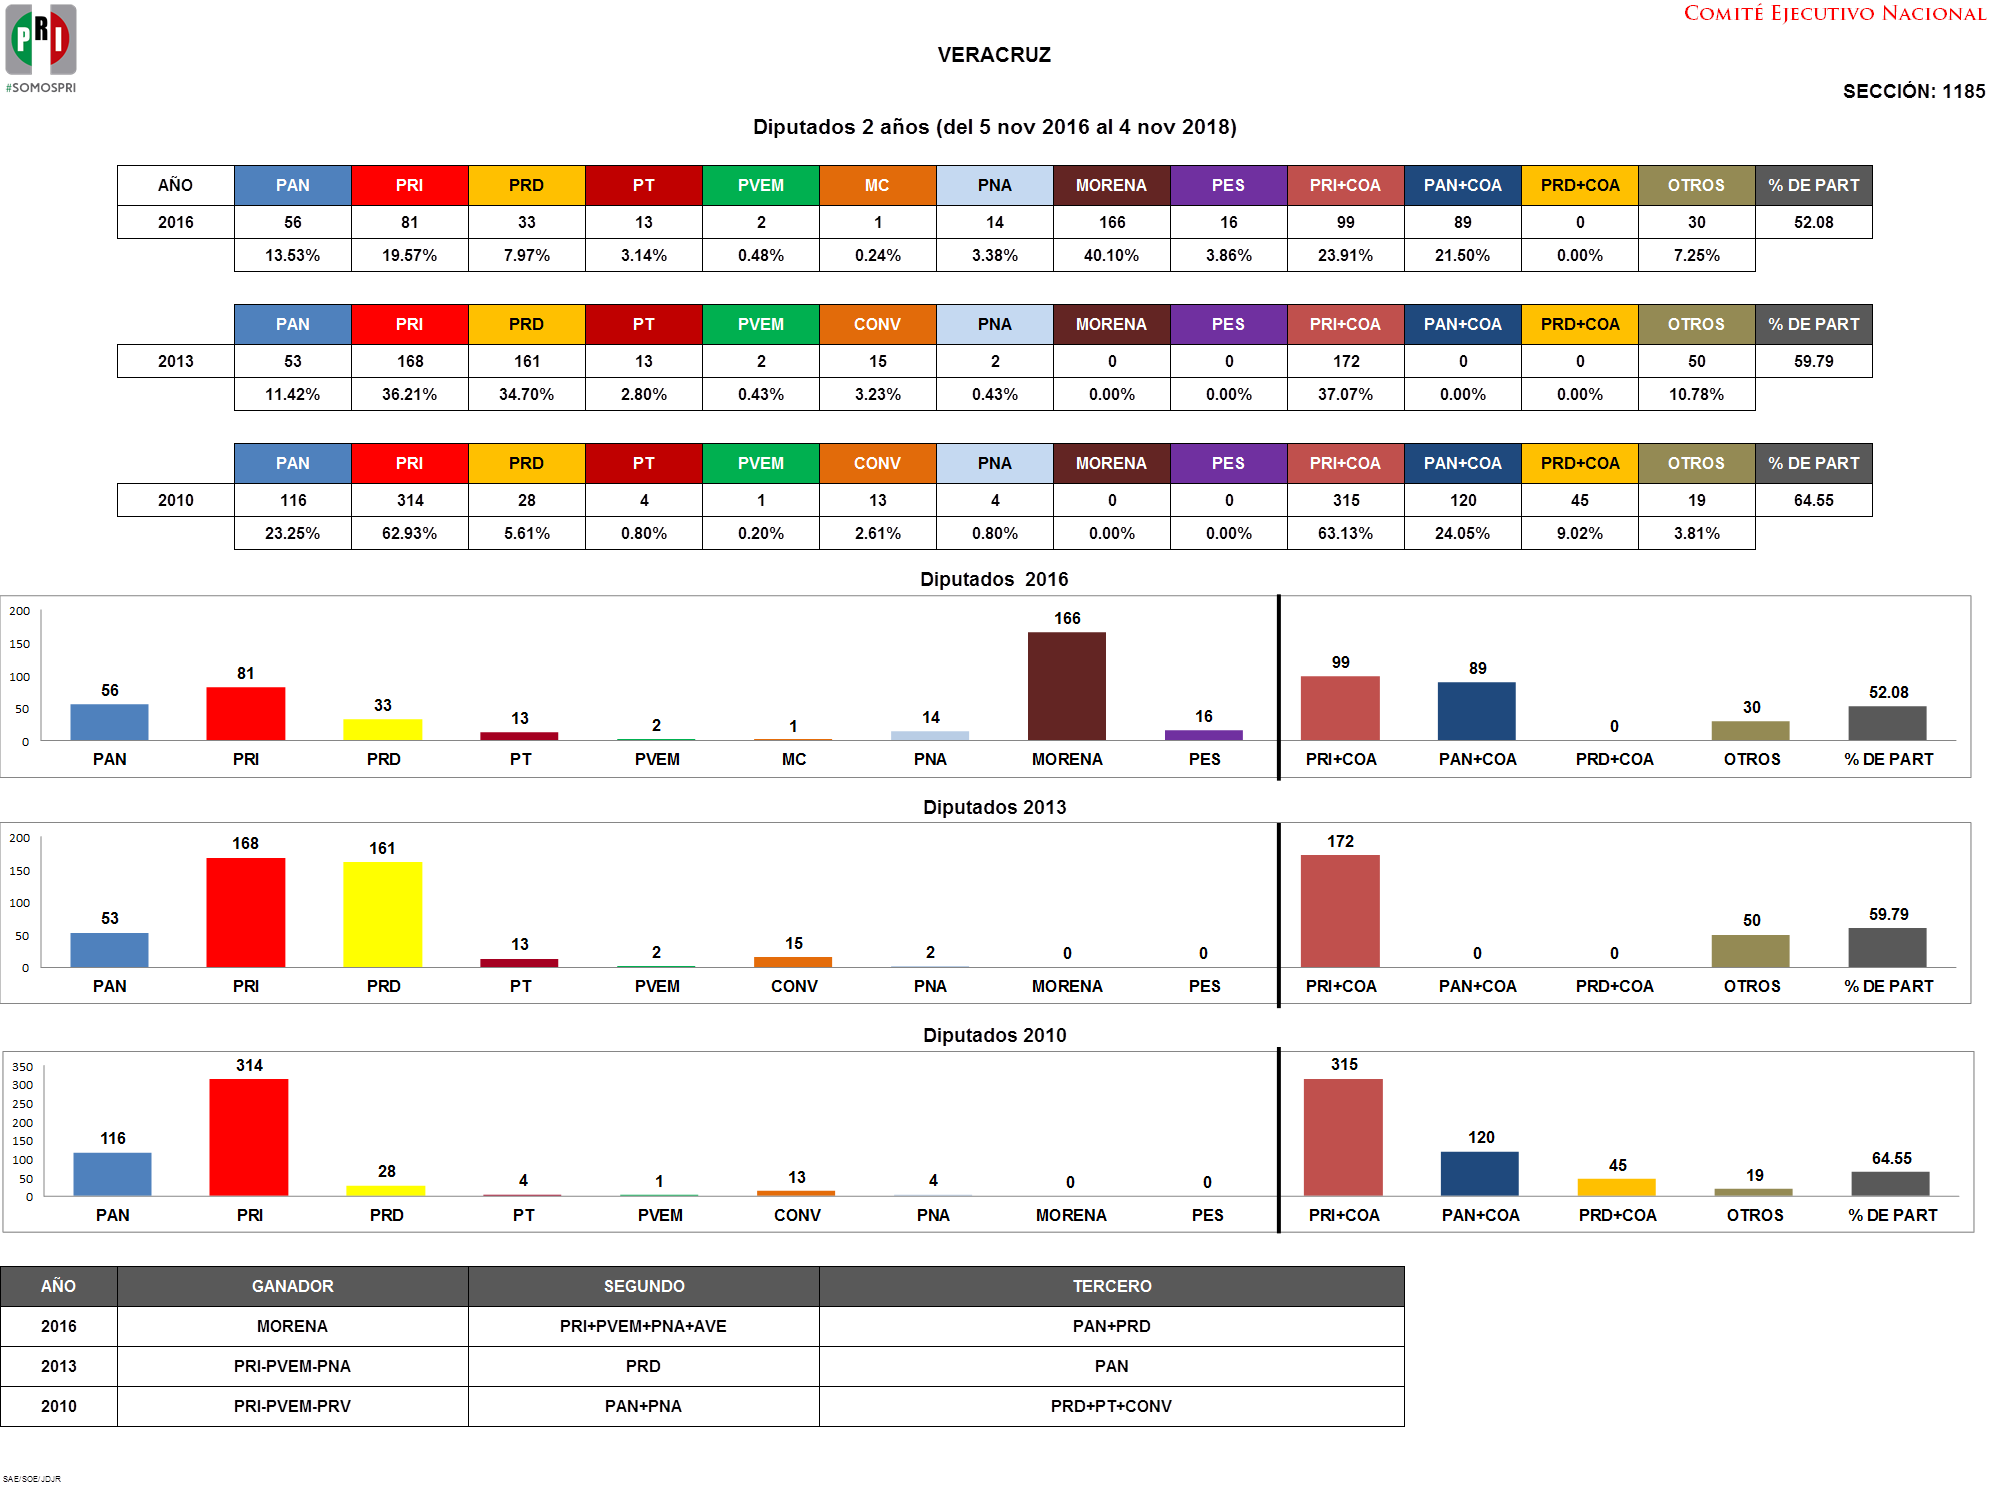 PRI
#SOMOSPRI
COMITÉ EJECUTIVO NACIONAL
VERACRUZ
SECCIÓN: 1185
Diputados 2 años (del 5 nov 2016 al 4 nov 2018)
AÑO PAN PRI PRD PT PVEM MC PNA MORENA PES PRI+COA PAN+COA PRD+COA OTROS % DE PART
2016 56 81 33 13 2 1 14 166 16 99 89 0 30 52.08
13.53% 19.57% 7.97% 3.14% 0.48% 0.24% 3.38% 40.10% 3.86% 23.91% 21.50% 0.00% 7.25%
PAN PRI PRD PT PVEM CONV PNA MORENA PES PRI+COA PAN+COA PRD+COA OTROS % DE PART
2013 53 168 161 13 2 15 2 0 0 172 0 0 50 59.79
11.42% 36.21% 34.70% 2.80% 0.43% 3.23% 0.43% 0.00% 0.00% 37.07% 0.00% 0.00% 10.78%
PAN PRI PRD PT PVEM CONV PNA MORENA PES PRI+COA PAN+COA PRD+COA OTROS % DE PART
2010 116 314 28 4 1 13 4 0 0 315 120 45 19 64.55
23.25% 62.93% 5.61% 0.80% 0.20% 2.61% 0.80% 0.00% 0.00% 63.13% 24.05% 9.02% 3.81%
Diputados 2016
200
150
100
50
0
56 81 33 13 2 1 14 166 16 99 89 0 30 52.08
PAN PRI PRD PT PVEM MC PNA MORENA PES PRI+COA PAN+COA PRD+COA OTROS % DE PART
Diputados 2013
200
150
100
50
0
53 168 161 13 2 15 2 0 0 172 0 0 50 59.79
PAN PRI PRD PT PVEM CONV PNA MORENA PES PRI+COA PAN+COA PRD+COA OTROS % DE PART
Diputados 2010
350
300
250
200
150
100
50
0
116 314 28 4 1 13 4 0 0 315 120 45 19 64.55
PAN PRI PRD PT PVEM CONV PNA MORENA PES PRI+COA PAN+COA PRD+COA OTROS % DE PART
AÑO GANADOR SEGUNDO TERCERO
2016 MORENA PRI+PVEM+PNA+AVE PAN+PRD
2013 PRI-PVEM-PNA PRD PAN
2010 PRI-PVEM-PRV PAN+PNA PRD+PT+CONV
SAE/SOE/JDJR